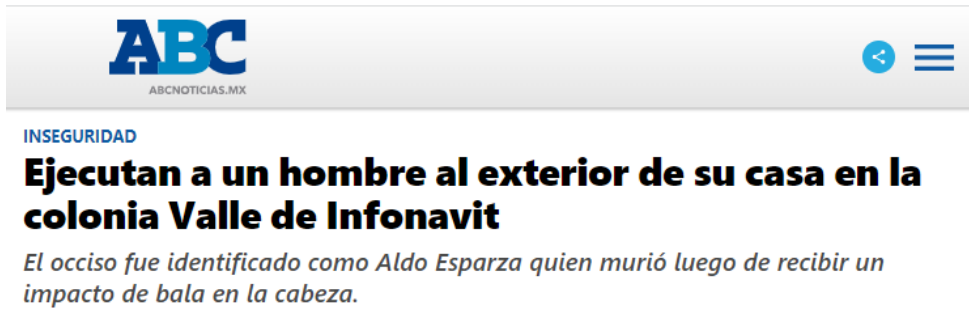 ABC
ABCNOTICIAS.MX
INSEGURIDAD
Ejecutan a un hombre al exterior de su casa en la
colonia Valle de Infonavit
El occiso fue identificado como Aldo Esparza quien murió luego de recibir un
impacto de bala en la cabeza.